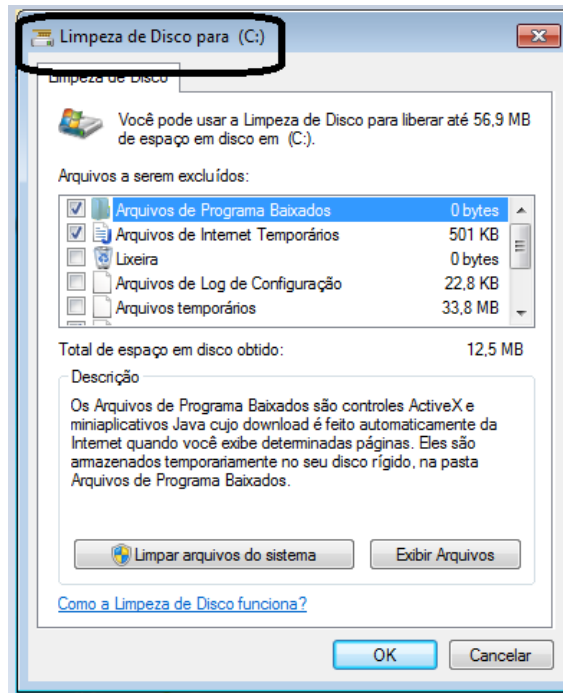 Limpeza de Disco para (C:)
Limpeza de Disco
Você pode usar a Limpeza de Disco para liberar até 56,9 MB
de espaço em disco em (C:).
Arquivos a serem excluídos:
Arquivos de Programa Baixados 0 bytes
Arquivos de Internet Temporários 501 KB
Lixeira 0 bytes
Arquivos de Log de Configuração 22,8 KB
Arquivos temporários 33,8 MB
Total de espaço em disco obtido: 12,5 MB
Descrição
Os Arquivos de Programa Baixados são controles ActiveX e
miniaplicativos Java cujo download é feito automaticamente da
Internet quando você exibe determinadas páginas. Eles são
armazenados temporariamente no seu disco rígido, na pasta
Arquivos de Programa Baixados.
Limpar arquivos do sistema Exibir Arquivos
Como a Limpeza de Disco funciona?
OK Cancelar